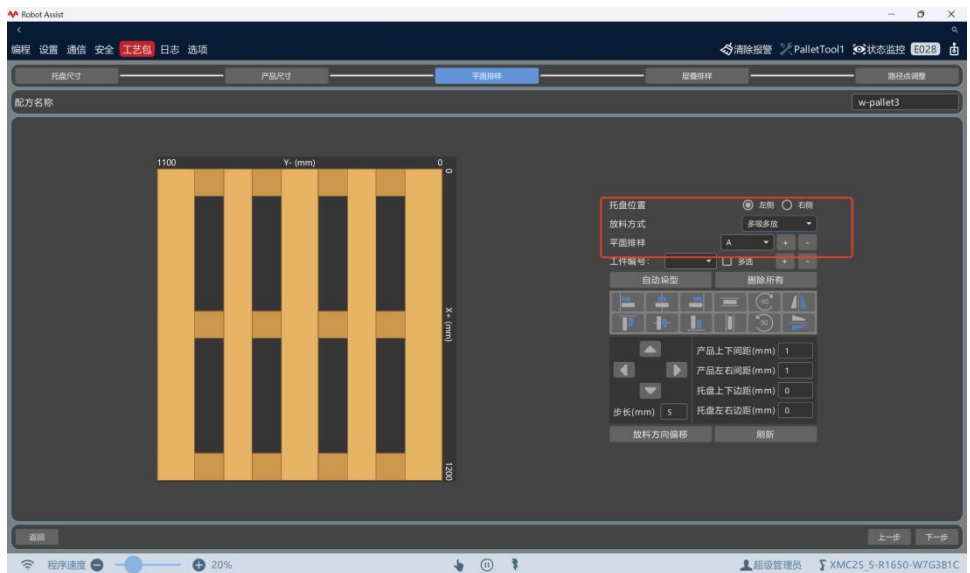 Robot Assist
编程 设置 通信 安全 工艺包 日志 选项 清除报警 PalletTool1 状态监控 E028
托盘尺寸 产品尺寸 平面排样 层叠排样 路径点调整
配方名称 w-pallet3
1100 Y- (mm) 0
0
X+ (mm)
1200
托盘位置 左侧 右侧
放料方式 多吸多放
平面排样 A + -
工件编号： 多选 + -
自动垛型 删除所有
90
90
产品上下间距(mm) 1
产品左右间距(mm) 1
托盘上下边距(mm) 0
步长(mm) 5 托盘左右边距(mm) 0
放料方向偏移 刷新
返回 上一步 下一步
程序速度 20% 超级管理员 XMC25_5-R1650-W7G3B1C